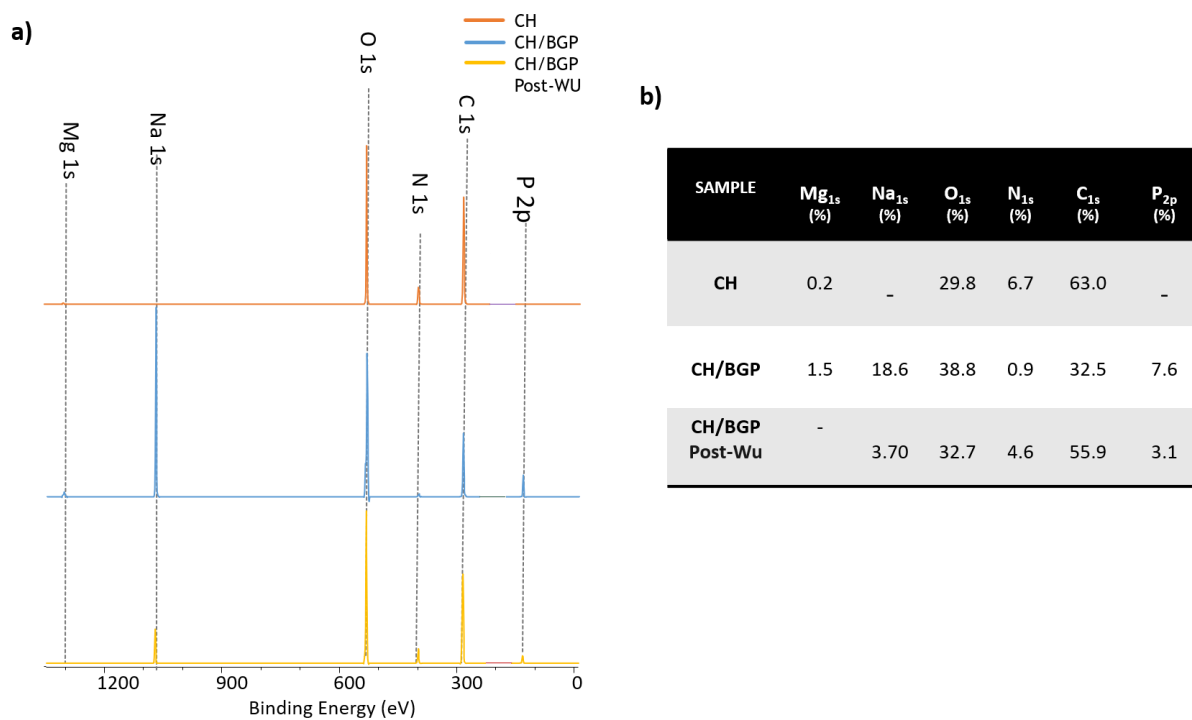 a)
CH
CH/BGP
CH/BGP
Post-WU
Mg 1s
Na 1s
O 1s
N 1s
C 1s
P 2p
1200 900 600 300 0
Binding Energy (eV)
b)
SAMPLE Mg1s (%) Na1s (%) O1s (%) N1s (%) C1s (%) P2p (%)
CH 0.2 - 29.8 6.7 63.0 -
CH/BGP 1.5 18.6 38.8 0.9 32.5 7.6
CH/BGP -
Post-Wu 3.70 32.7 4.6 55.9 3.1